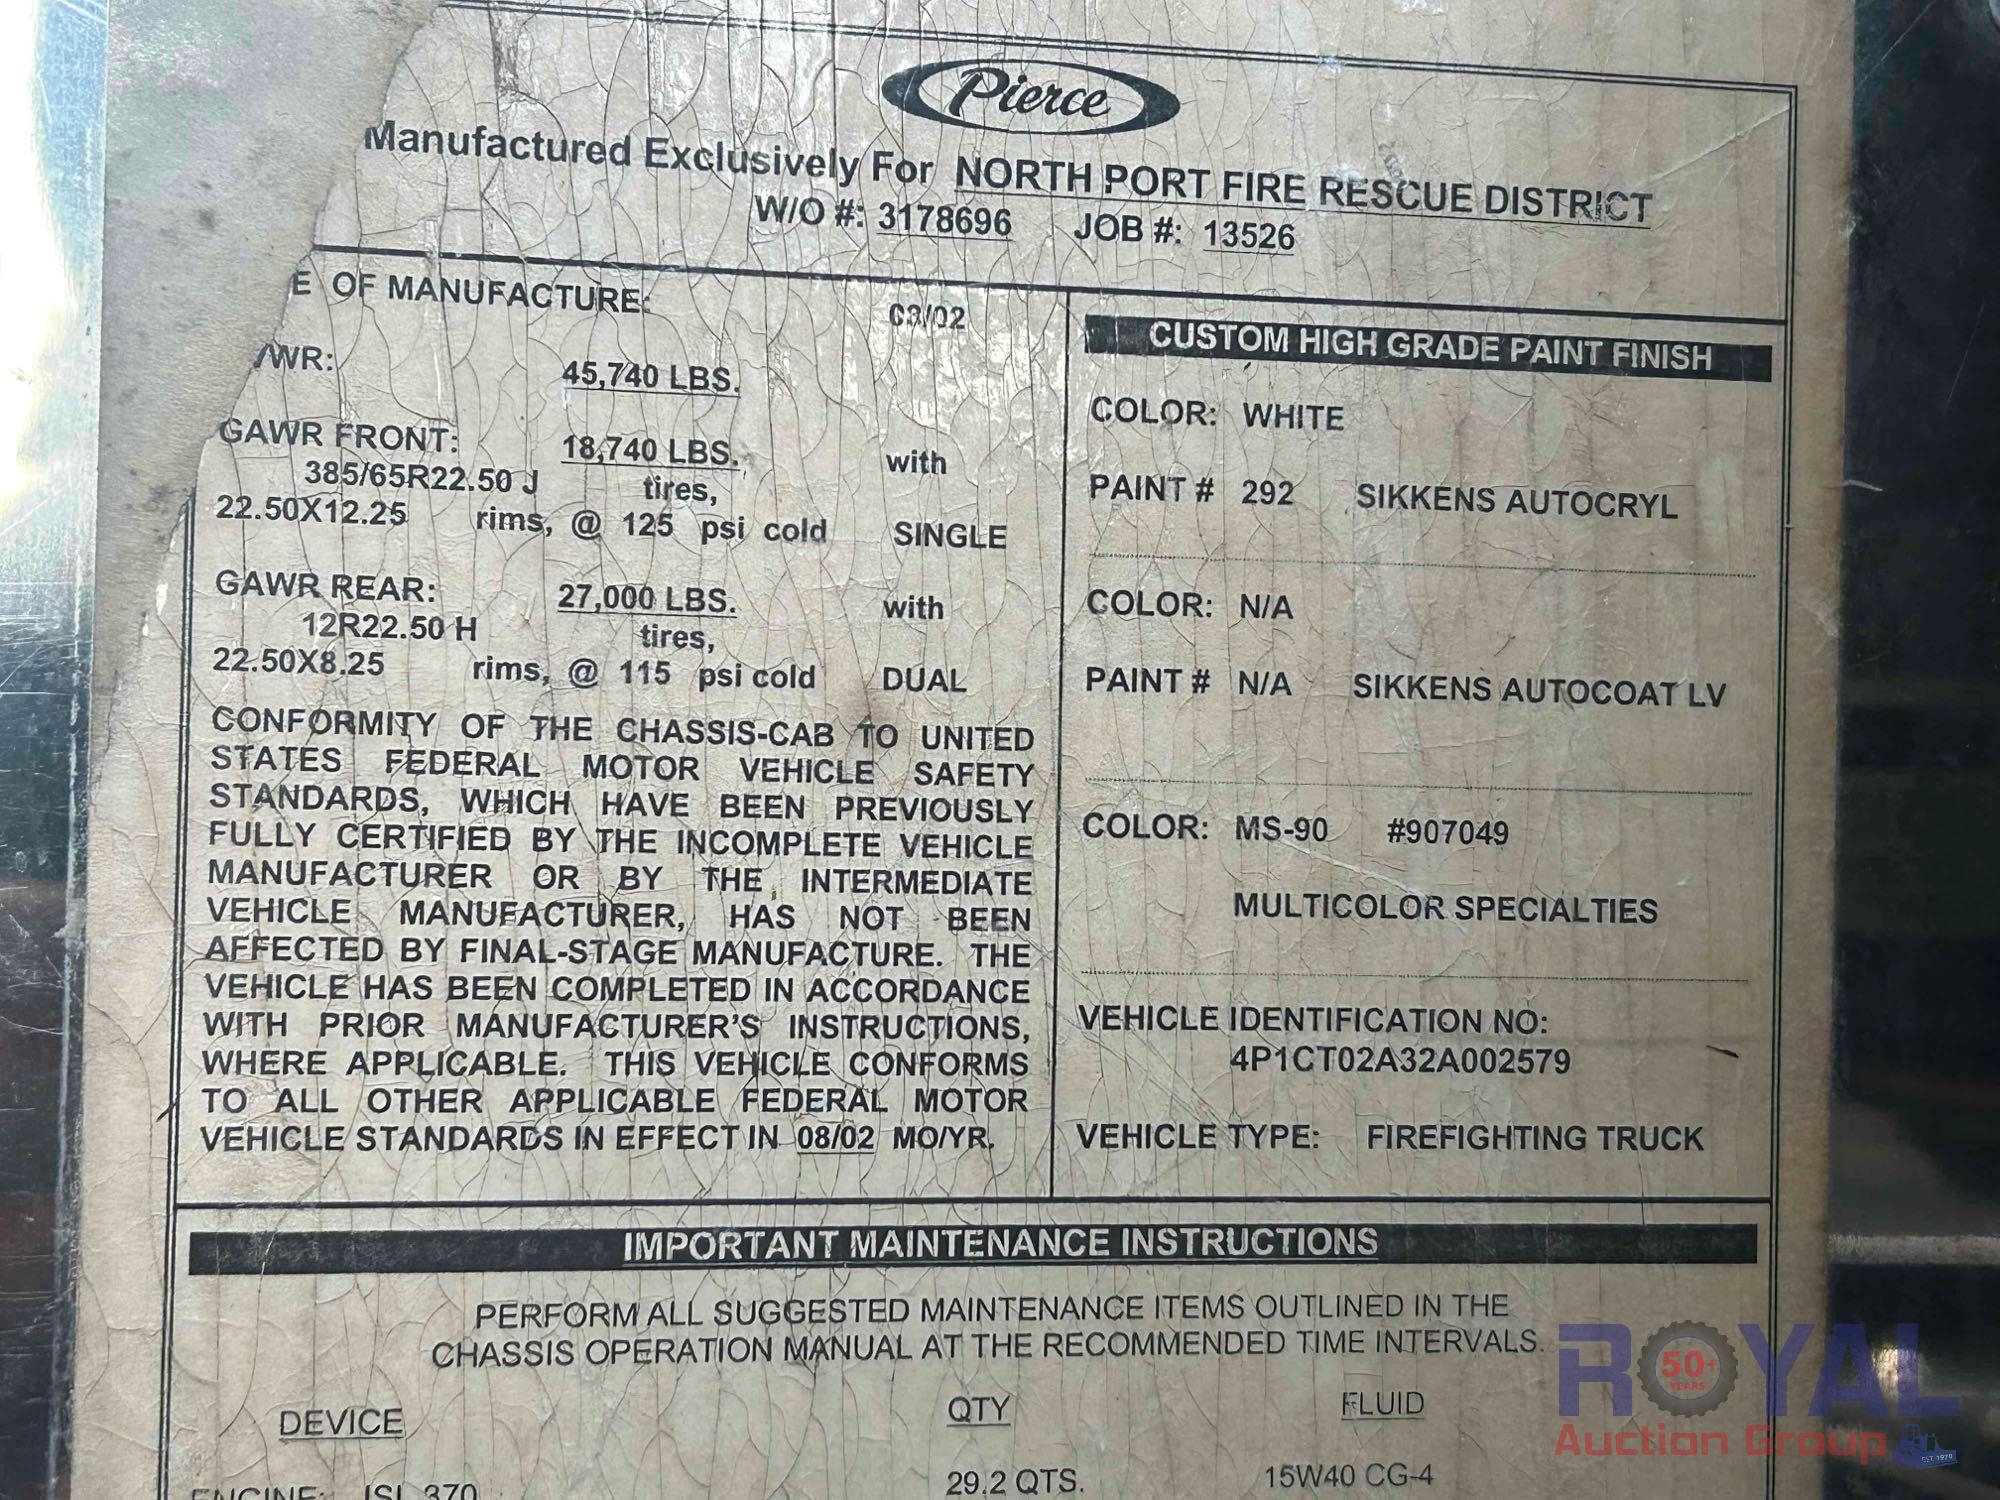 Pierce
Manufactured Exclusively For NORTH PORT FIRE RESCUE DISTRICT
W/O #: 3178696 JOB #: 13526
E OF MANUFACTURE: 08/02
VWR: 45,740 LBS.
GAWR FRONT: 18,740 LBS. with
385/65R22.50 J tires,
22.50X12.25 rims, @ 125 psi cold SINGLE
GAWR REAR: 27,000 LBS. with
12R22.50 H tires,
22.50X8.25 rims, @ 115 psi cold DUAL
CONFORMITY OF THE CHASSIS-CAB TO UNITED
STATES FEDERAL MOTOR VEHICLE SAFETY
STANDARDS, WHICH HAVE BEEN PREVIOUSLY
FULLY CERTIFIED BY THE INCOMPLETE VEHICLE
MANUFACTURER OR BY THE INTERMEDIATE
VEHICLE MANUFACTURER, HAS NOT BEEN
AFFECTED BY FINAL-STAGE MANUFACTURE. THE
VEHICLE HAS BEEN COMPLETED IN ACCORDANCE
WITH PRIOR MANUFACTURER'S INSTRUCTIONS,
WHERE APPLICABLE. THIS VEHICLE CONFORMS
TO ALL OTHER APPLICABLE FEDERAL MOTOR
VEHICLE STANDARDS IN EFFECT IN 08/02 MO/YR.
CUSTOM HIGH GRADE PAINT FINISH
COLOR: WHITE
PAINT # 292 SIKKENS AUTOCRYL
COLOR: N/A
PAINT # N/A SIKKENS AUTOCOAT LV
COLOR: MS-90 #907049
MULTICOLOR SPECIALTIES
VEHICLE IDENTIFICATION NO:
4P1CT02A32A002579
VEHICLE TYPE: FIREFIGHTING TRUCK
IMPORTANT MAINTENANCE INSTRUCTIONS
PERFORM ALL SUGGESTED MAINTENANCE ITEMS OUTLINED IN THE
CHASSIS OPERATION MANUAL AT THE RECOMMENDED TIME INTERVALS.
DEVICE QTY FLUID
ENGINE: ISL 370 29.2 QTS. 15W40 CG-4
ROYAL
50+
YEARS
Auction Group
EST. 1970